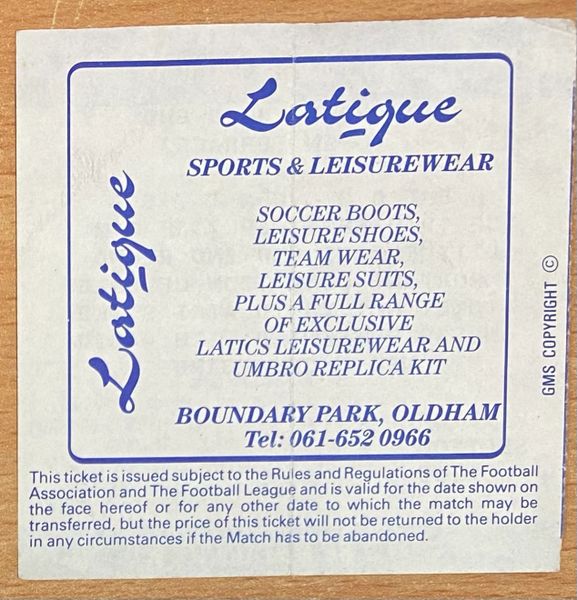 Latique
SPORTS & LEISUREWEAR
SOCCER BOOTS,
LEISURE SHOES,
TEAM WEAR,
LEISURE SUITS,
PLUS A FULL RANGE
OF EXCLUSIVE
LATICS LEISUREWEAR AND
UMBRO REPLICA KIT
BOUNDARY PARK, OLDHAM
Tel: 061-652 0966
Latique
GMS COPYRIGHT ©
This ticket is issued subject to the Rules and Regulations of The Football
Association and The Football League and is valid for the date shown on
the face hereof or for any other date to which the match may be
transferred, but the price of this ticket will not be returned to the holder
in any circumstances if the Match has to be abandoned.